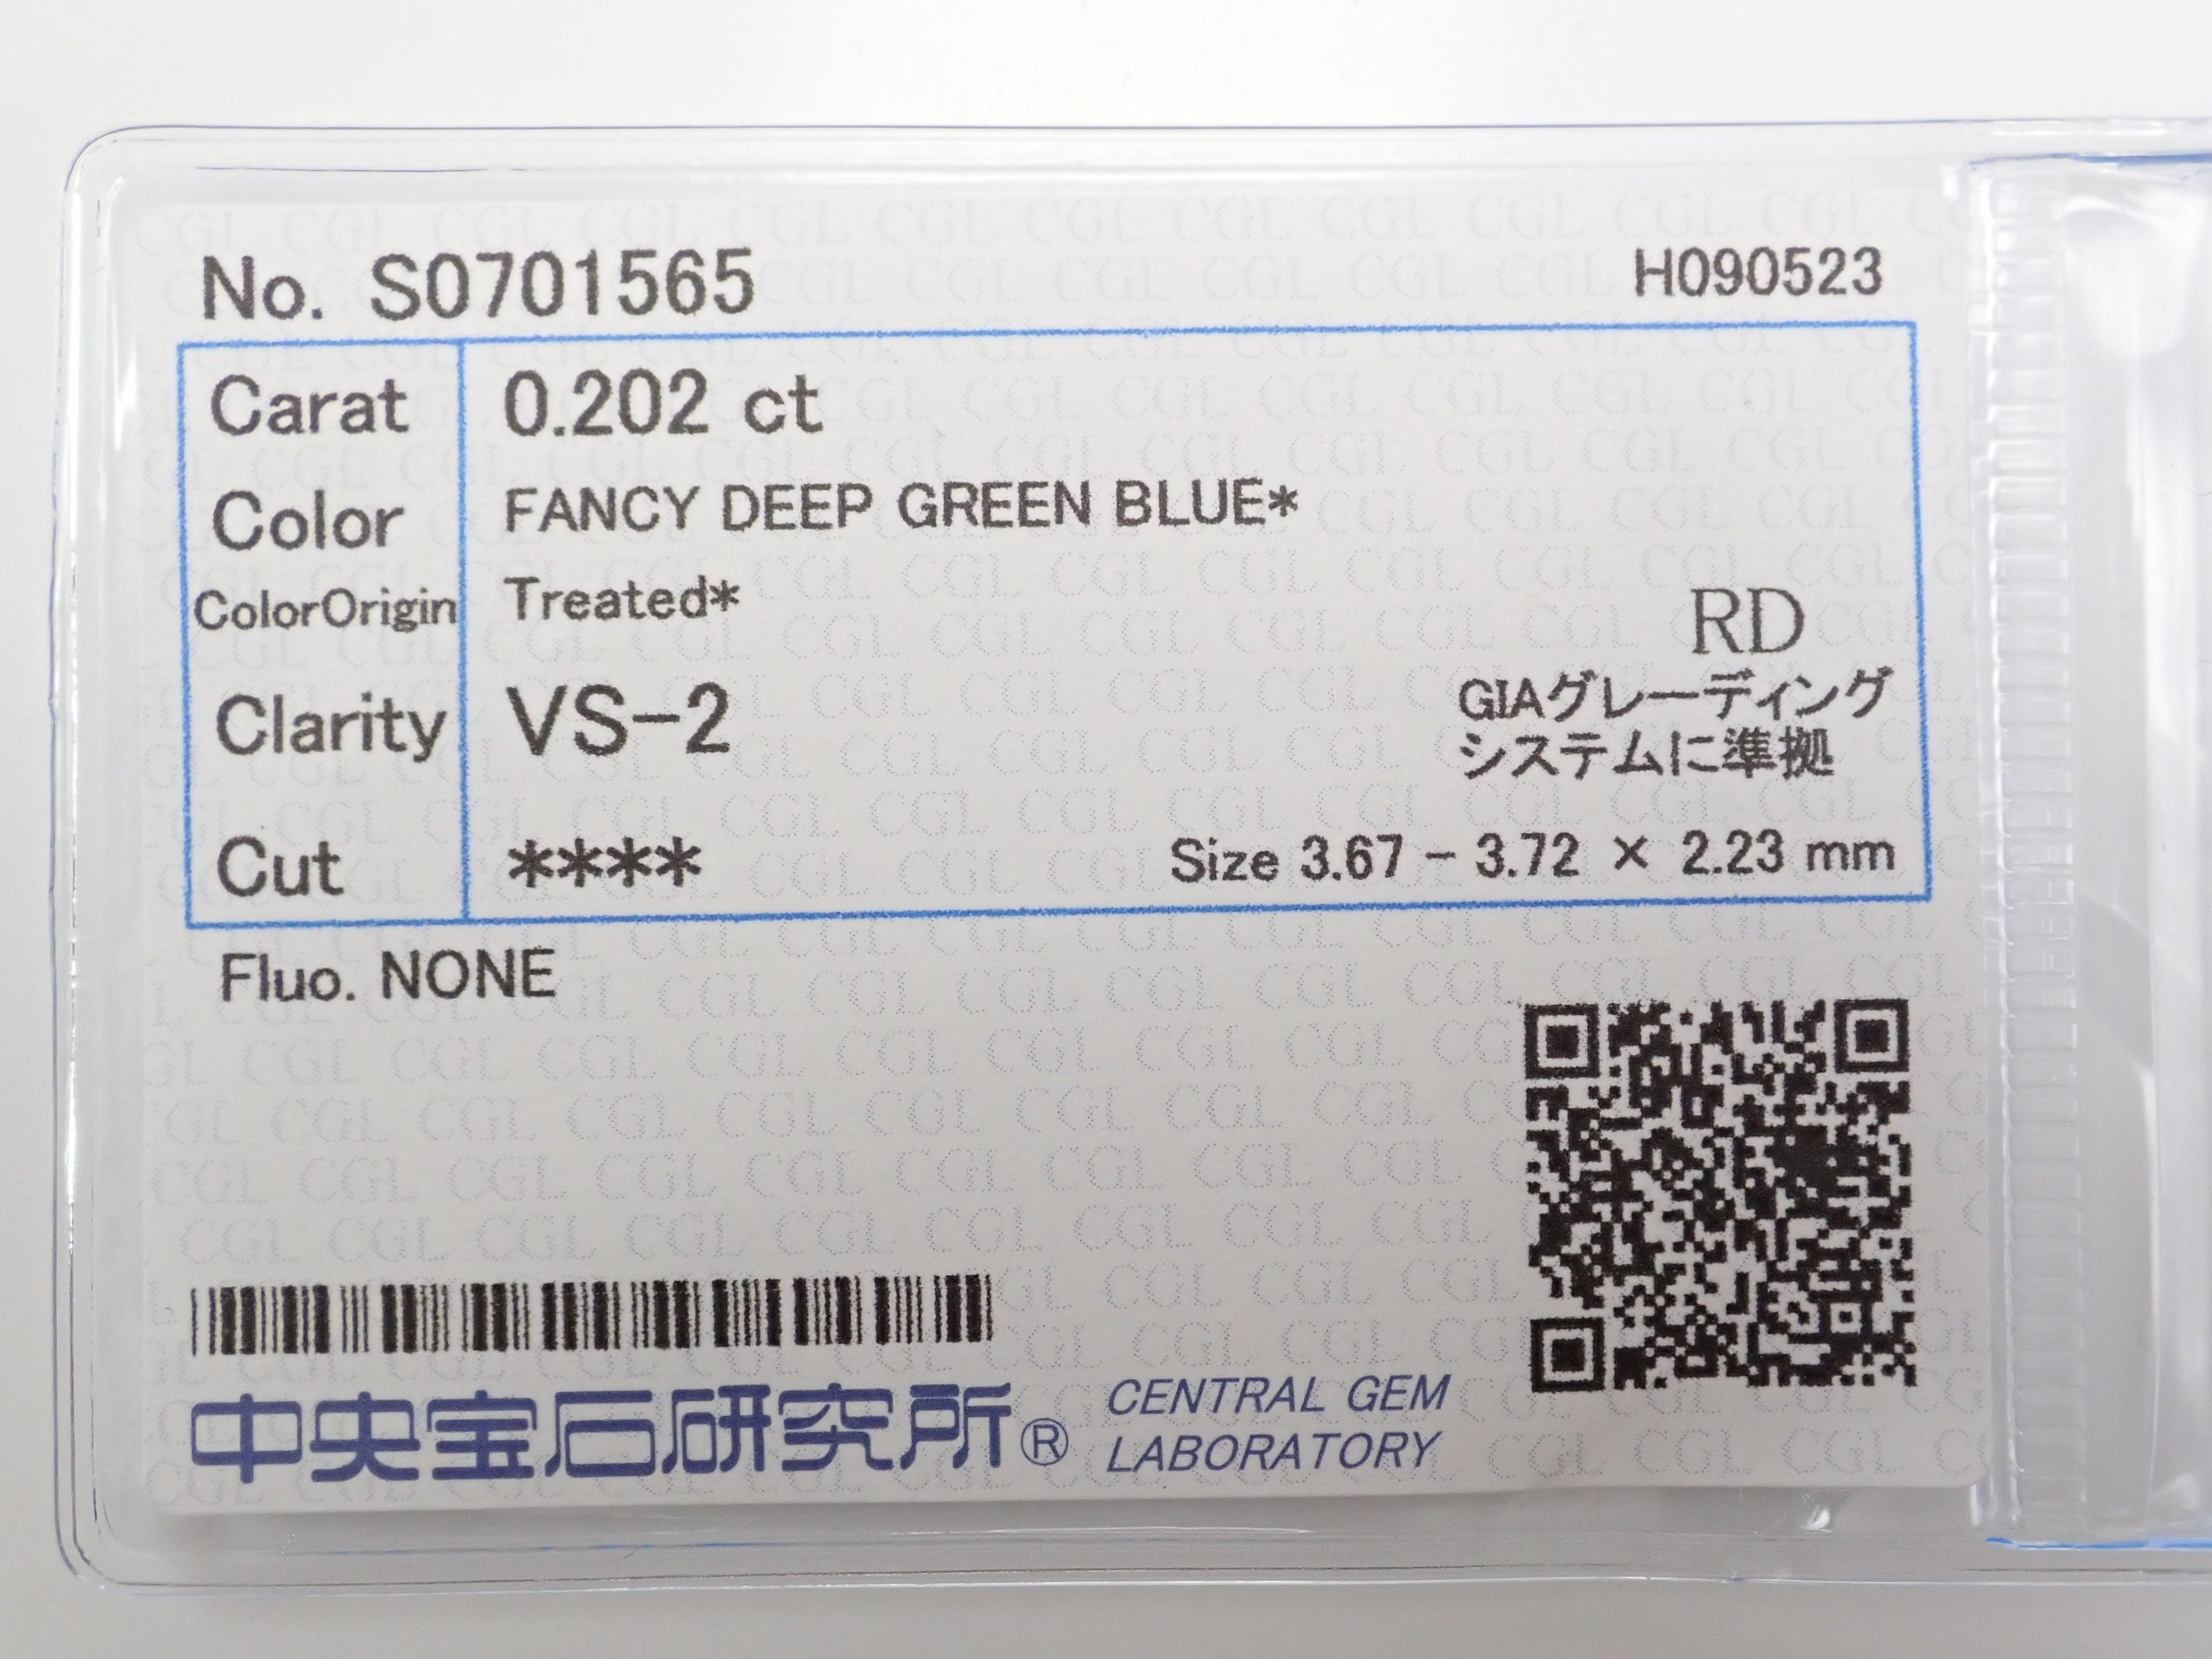 No. S0701565
H090523
Carat 0.202 ct
Color FANCY DEEP GREEN BLUE*
ColorOrigin Treated*
RD
Clarity VS-2
GIAグレーディング
システムに準拠
Cut ****
Size 3.67 - 3.72 × 2.23 mm
Fluo. NONE
中央宝石研究所®
CENTRAL GEM
LABORATORY